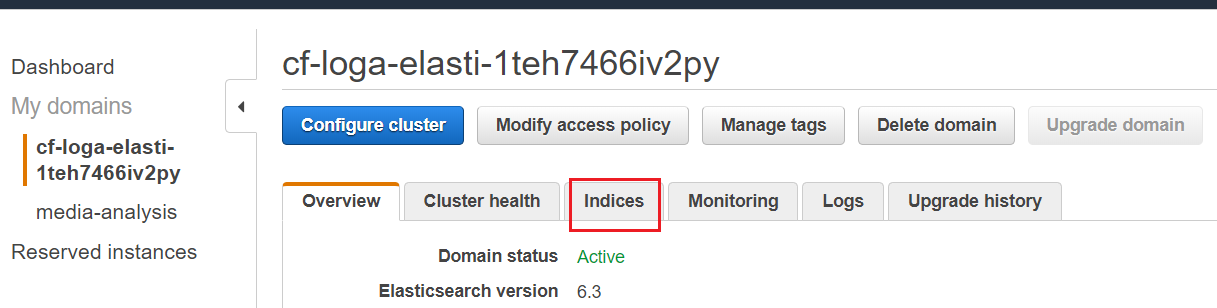 Dashboard
My domains
cf-loga-elasti-
1teh7466iv2py
media-analysis
Reserved instances
cf-loga-elasti-1teh7466iv2py
Configure cluster Modify access policy Manage tags Delete domain Upgrade domain
Overview Cluster health Indices Monitoring Logs Upgrade history
Domain status Active
Elasticsearch version 6.3